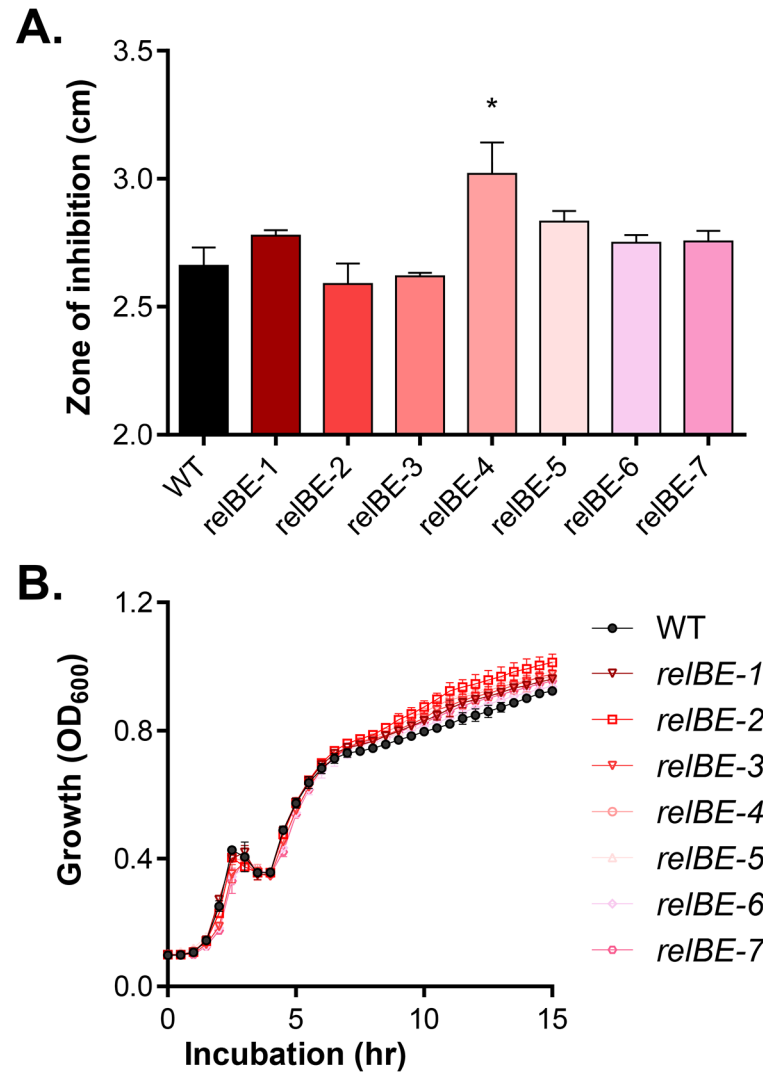 A.
Zone of inhibition (cm)
3.5
3.0
2.5
2.0
*
WT
relBE-1
relBE-2
relBE-3
relBE-4
relBE-5
relBE-6
relBE-7
B.
Growth (OD600)
1.2
0.8
0.4
0.0
0
5
10
15
Incubation (hr)
WT
relBE-1
relBE-2
relBE-3
relBE-4
relBE-5
relBE-6
relBE-7